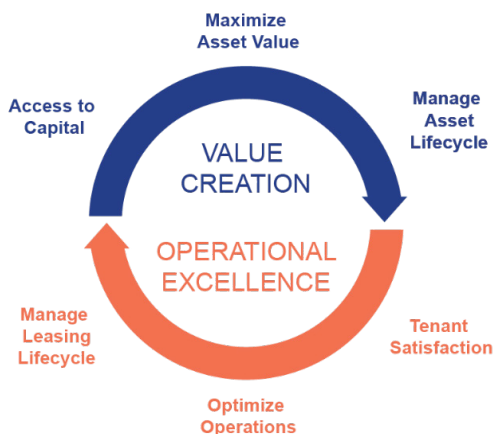 Maximize
Asset Value
Access to
Capital
Manage
Asset
Lifecycle
VALUE
CREATION
OPERATIONAL
EXCELLENCE
Manage
Leasing
Lifecycle
Tenant
Satisfaction
Optimize
Operations